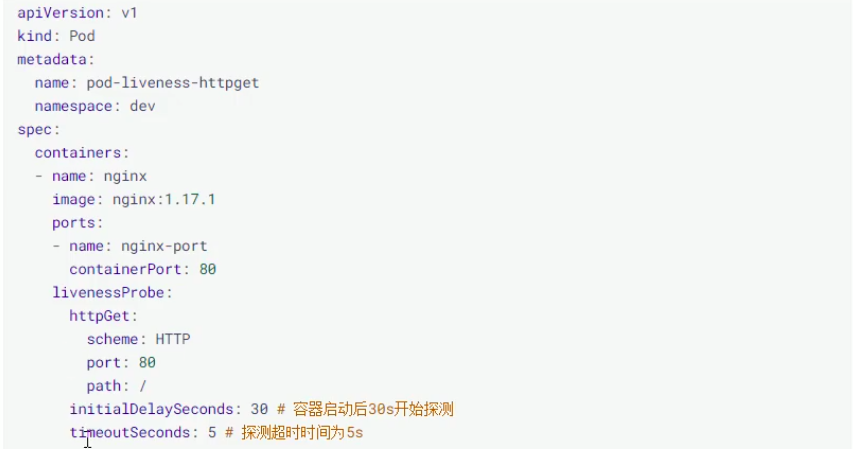 apiVersion: v1
kind: Pod
metadata:
  name: pod-liveness-httpget
  namespace: dev
spec:
  containers:
  - name: nginx
    image: nginx:1.17.1
    ports:
    - name: nginx-port
      containerPort: 80
    livenessProbe:
      httpGet:
        scheme: HTTP
        port: 80
        path: /
      initialDelaySeconds: 30 # 容器启动后30s开始探测
      timeoutSeconds: 5 # 探测超时时间为5s